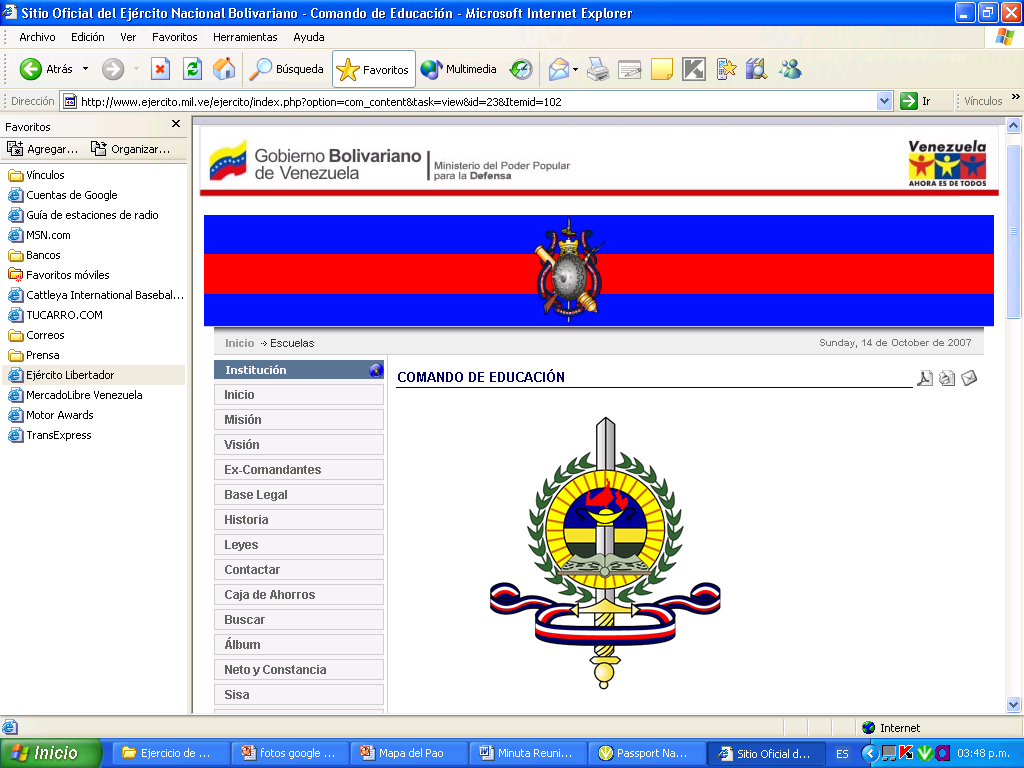 Sitio Oficial del Ejército Nacional Bolivariano - Comando de Educación - Microsoft Internet Explorer
Archivo Edición Ver Favoritos Herramientas Ayuda
Atrás Búsqueda Favoritos Multimedia
Dirección http://www.ejercito.mil.ve/ejercito/index.php?option=com_content&task=view&id=23&Itemid=102 Ir Vínculos »
Favoritos
Agregar... Organizar...
Vínculos
Cuentas de Google
Guía de estaciones de radio
MSN.com
Bancos
Favoritos móviles
Cattleya International Basebal...
TUCARRO.COM
Correos
Prensa
Ejército Libertador
MercadoLibre Venezuela
Motor Awards
TransExpress
Gobierno Bolivariano
de Venezuela
Ministerio del Poder Popular
para la Defensa
Venezuela
AHORA ES DE TODOS
Inicio Escuelas
Sunday, 14 de October de 2007
Institución
Inicio
Misión
Visión
Ex-Comandantes
Base Legal
Historia
Leyes
Contactar
Caja de Ahorros
Buscar
Álbum
Neto y Constancia
Sisa
COMANDO DE EDUCACIÓN
Internet
Inicio Ejercicio de ... fotos google ... Mapa del Pao Minuta Reuni... Passport Na... Sitio Oficial d... ES 03:48 p.m.